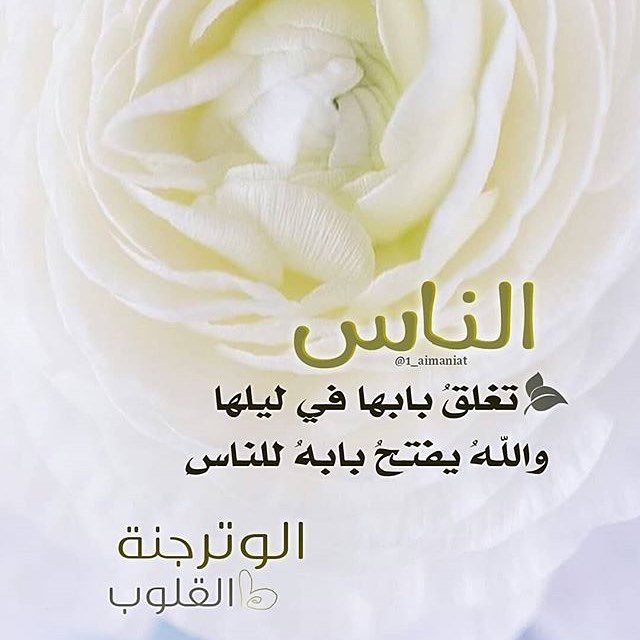 الناس
@1_aimaniat
تغلقُ بابها في ليلها
واللّهُ يفتحُ بابهُ للناسِ
الوترجنة
القلوب